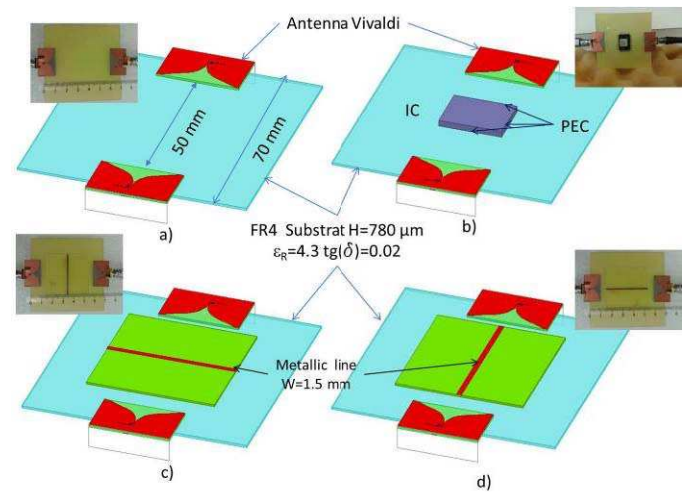 Antenna Vivaldi
50 mm
70 mm
IC
PEC
a)
b)
FR4 Substrat H=780 µm
εR=4.3 tg(δ)=0.02
Metallic line
W=1.5 mm
c)
d)